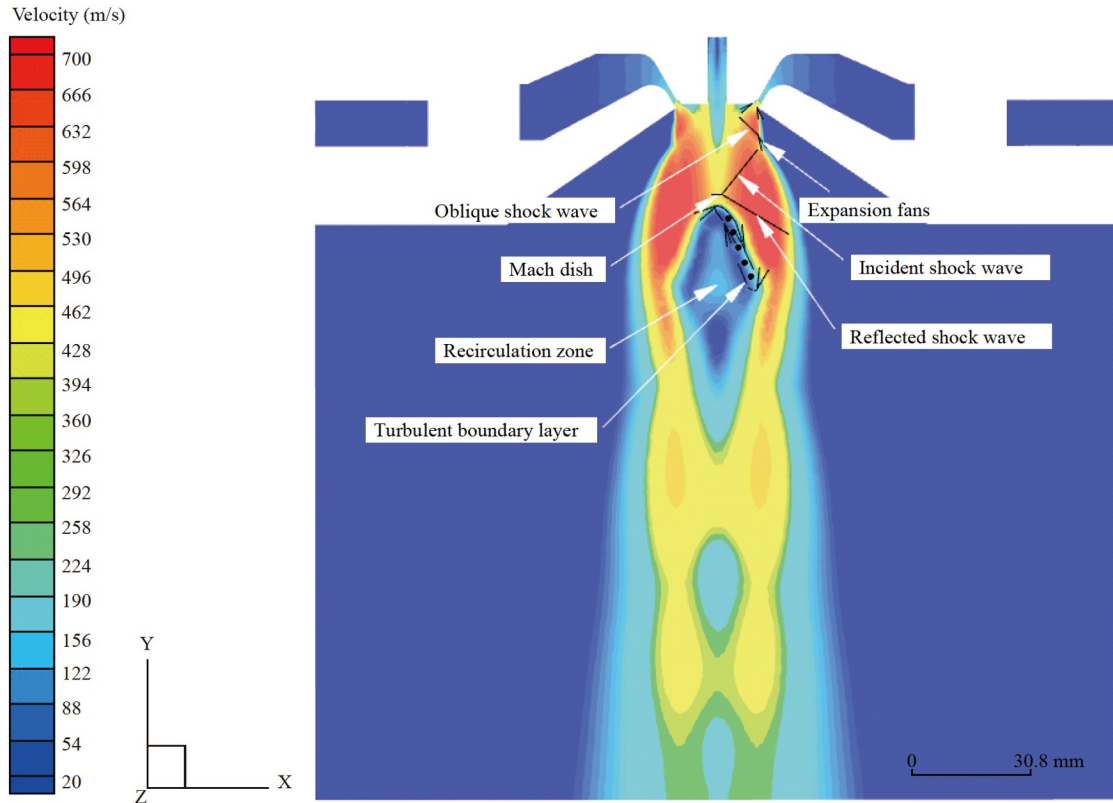 Velocity (m/s)
700
666
632
598
564
530
496
462
428
394
360
326
292
258
224
190
156
122
88
54
20
Y
Z
X
Oblique shock wave
Expansion fans
Mach dish
Incident shock wave
Recirculation zone
Reflected shock wave
Turbulent boundary layer
0
30.8 mm